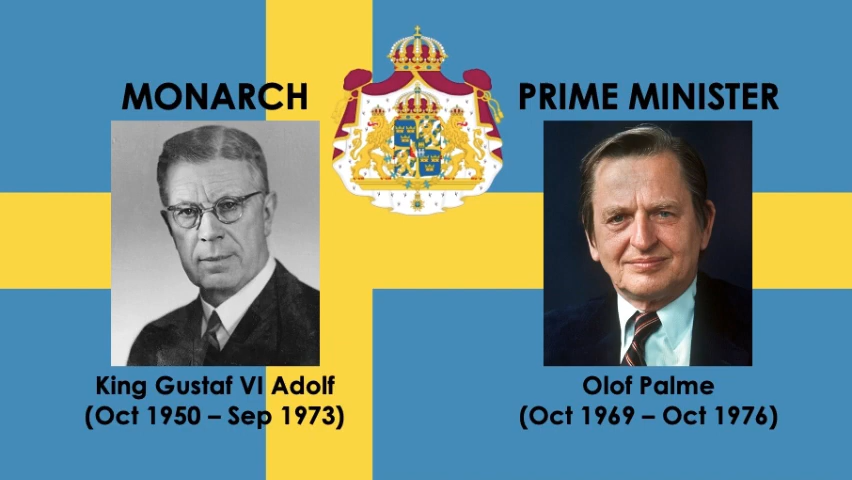 MONARCH
PRIME MINISTER
King Gustaf VI Adolf
(Oct 1950 – Sep 1973)
Olof Palme
(Oct 1969 – Oct 1976)